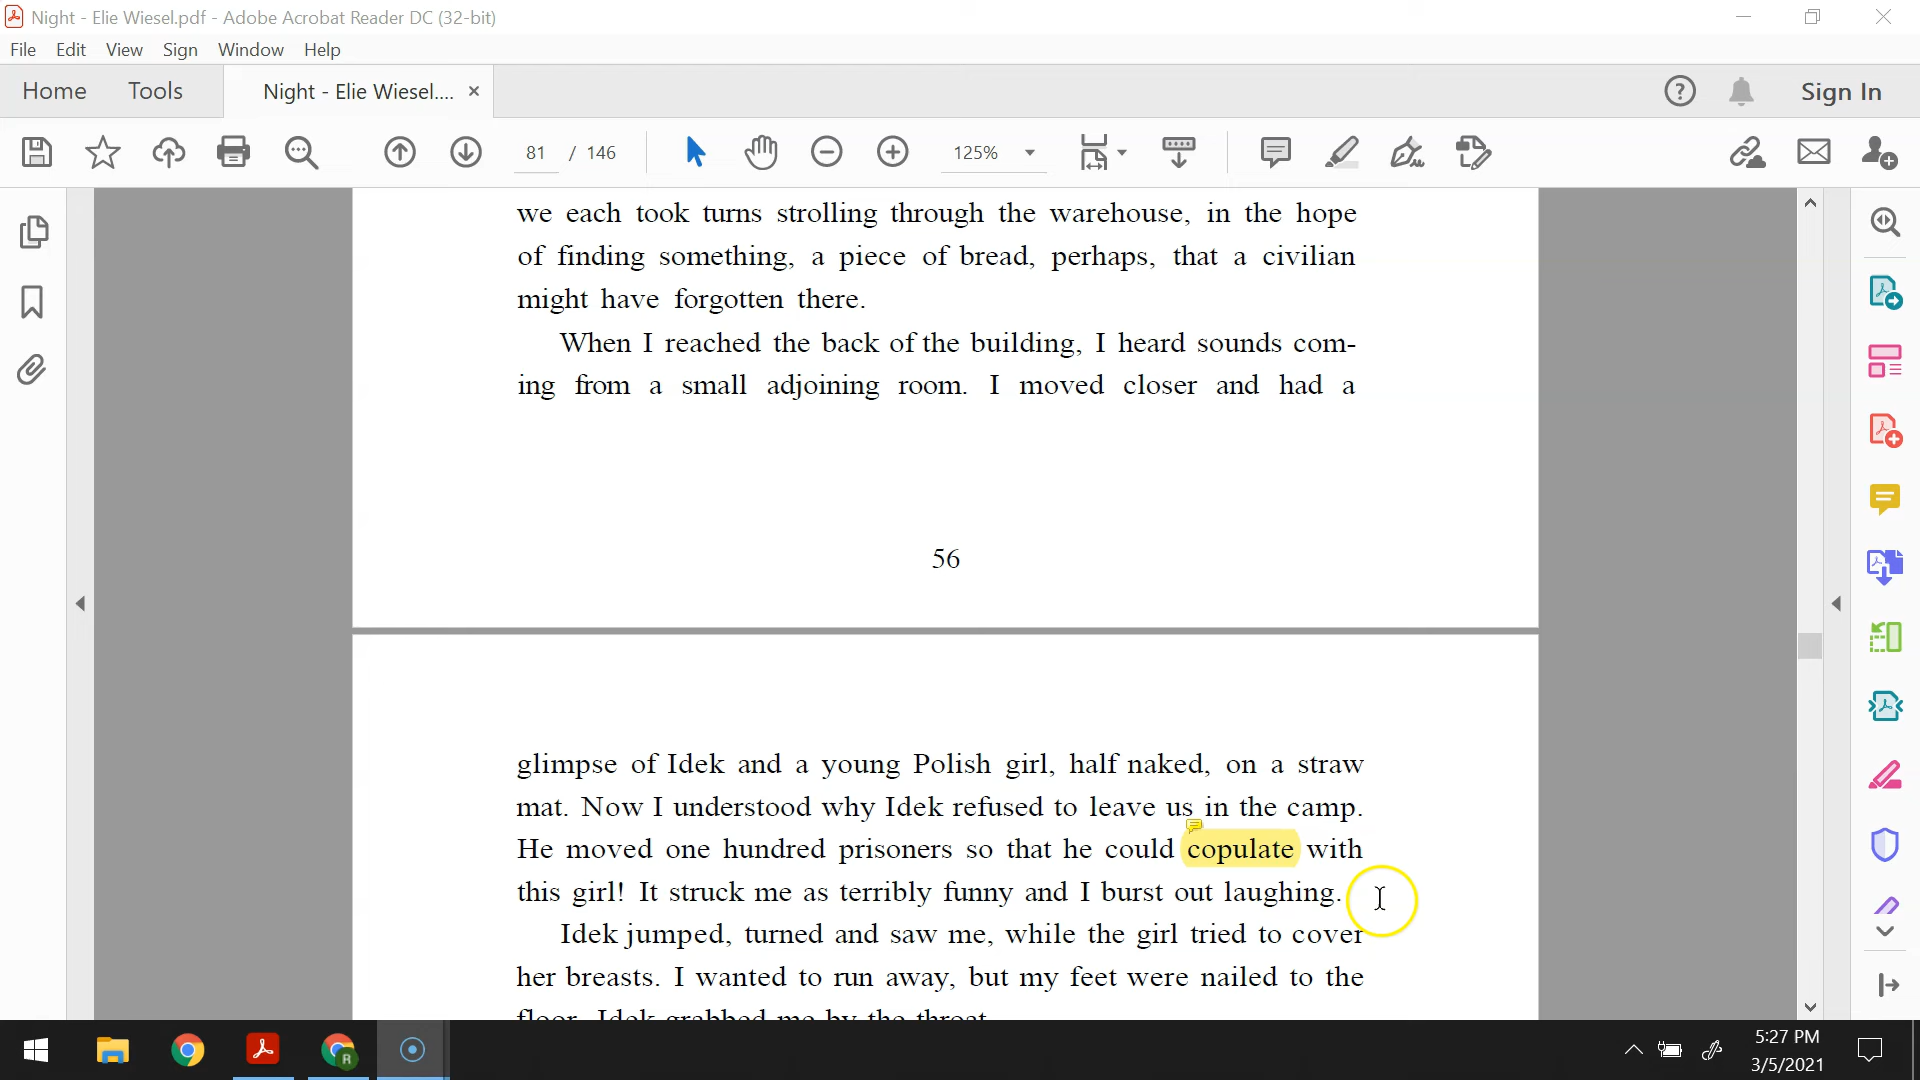 Night - Elie Wiesel.pdf - Adobe Acrobat Reader DC (32-bit)
File Edit View Sign Window Help
Home Tools Night - Elie Wiesel.... × Sign In
81 / 146 125%
we each took turns strolling through the warehouse, in the hope
of finding something, a piece of bread, perhaps, that a civilian
might have forgotten there.
When I reached the back of the building, I heard sounds com-
ing from a small adjoining room. I moved closer and had a
56
glimpse of Idek and a young Polish girl, half naked, on a straw
mat. Now I understood why Idek refused to leave us in the camp.
He moved one hundred prisoners so that he could copulate with
this girl! It struck me as terribly funny and I burst out laughing.
Idek jumped, turned and saw me, while the girl tried to cover
her breasts. I wanted to run away, but my feet were nailed to the
floor. Idek grabbed me by the throat.
R
5:27 PM
3/5/2021